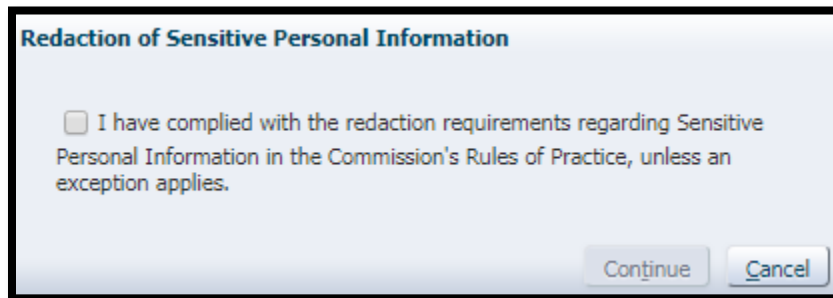 Redaction of Sensitive Personal Information
I have complied with the redaction requirements regarding Sensitive
Personal Information in the Commission's Rules of Practice, unless an
exception applies.
Continue Cancel